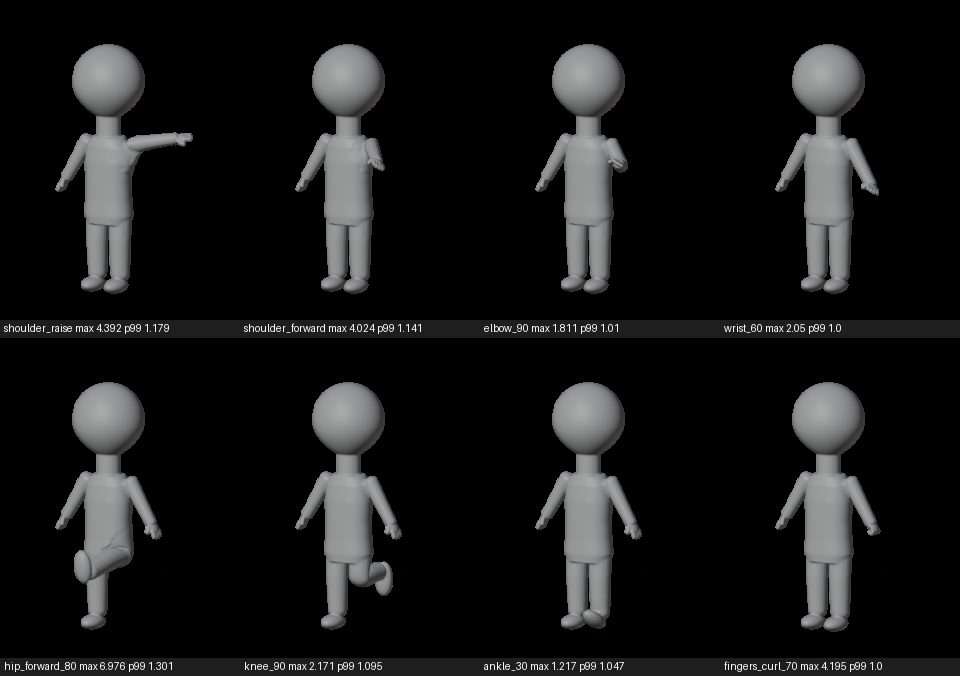 shoulder_raise max 4.392 p99 1.179
shoulder_forward max 4.024 p99 1.141
elbow_90 max 1.811 p99 1.01
wrist_60 max 2.05 p99 1.0
hip_forward_80 max 6.976 p99 1.301
knee_90 max 2.171 p99 1.095
ankle_30 max 1.217 p99 1.047
fingers_curl_70 max 4.195 p99 1.0